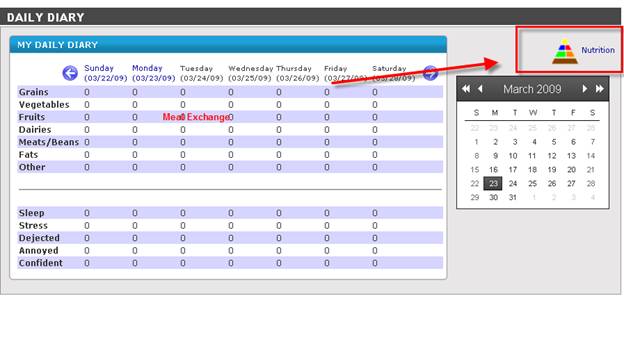 DAILY DIARY
MY DAILY DIARY
Nutrition
Sunday Monday Tuesday Wednesday Thursday Friday Saturday
(03/22/09) (03/23/09) (03/24/09) (03/25/09) (03/26/09) (03/27/09) (03/28/09)
Grains 0 0 0 0 0 0 0
Vegetables 0 0 0 0 0 0 0
Fruits 0 0 Meal Exchange 0 0 0 0 0
Dairies 0 0 0 0 0 0 0
Meats/Beans 0 0 0 0 0 0 0
Fats 0 0 0 0 0 0 0
Other 0 0 0 0 0 0 0
Sleep 0 0 0 0 0 0 0
Stress 0 0 0 0 0 0 0
Dejected 0 0 0 0 0 0 0
Annoyed 0 0 0 0 0 0 0
Confident 0 0 0 0 0 0 0
March 2009
S M T W T F S
22 23 24 25 26 27 28
1 2 3 4 5 6 7
8 9 10 11 12 13 14
15 16 17 18 19 20 21
22 23 24 25 26 27 28
29 30 31 1 2 3 4